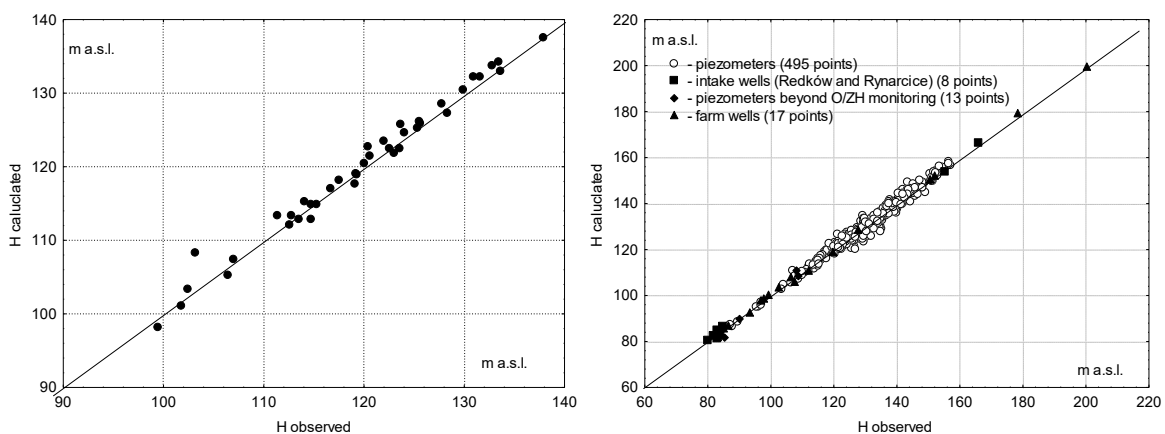 140
130
120
110
100
90
m a.s.l.
m a.s.l.
90 100 110 120 130 140
H observed
H caluclated
220
200
180
160
140
120
100
80
60
m a.s.l.
- piezometers (495 points)
- intake wells (Redków and Rynarcice) (8 points)
- piezometers beyond O/ZH monitoring (13 points)
- farm wells (17 points)
m a.s.l.
60 80 100 120 140 160 180 200 220
H observed
H caluclated